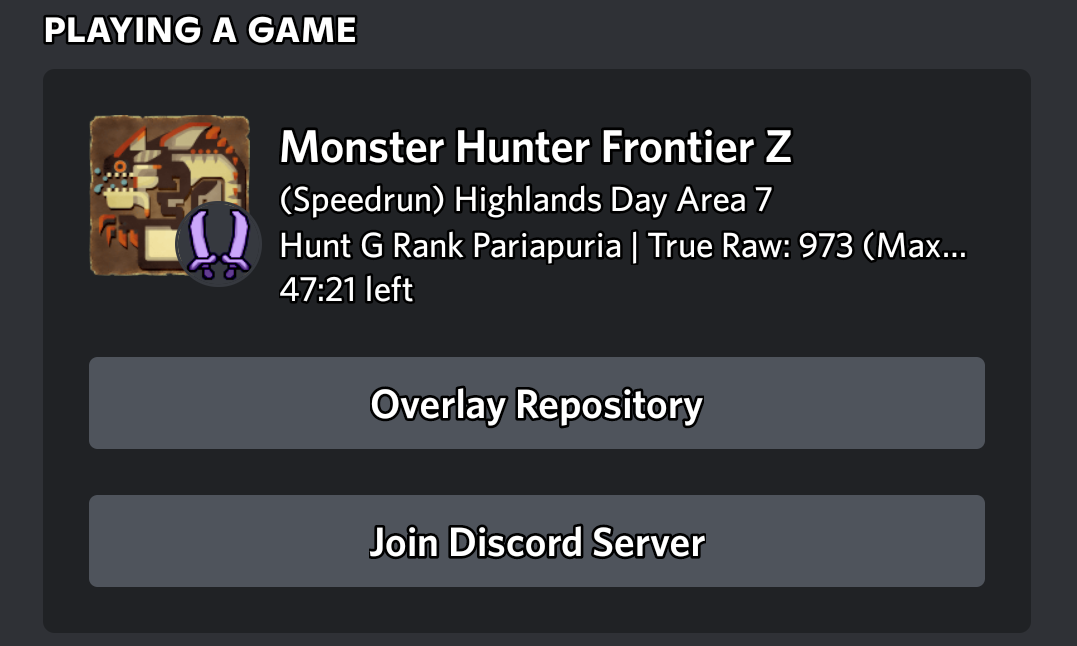 PLAYING A GAME
Monster Hunter Frontier Z
(Speedrun) Highlands Day Area 7
Hunt G Rank Pariapuria | True Raw: 973 (Max...
47:21 left
Overlay Repository
Join Discord Server